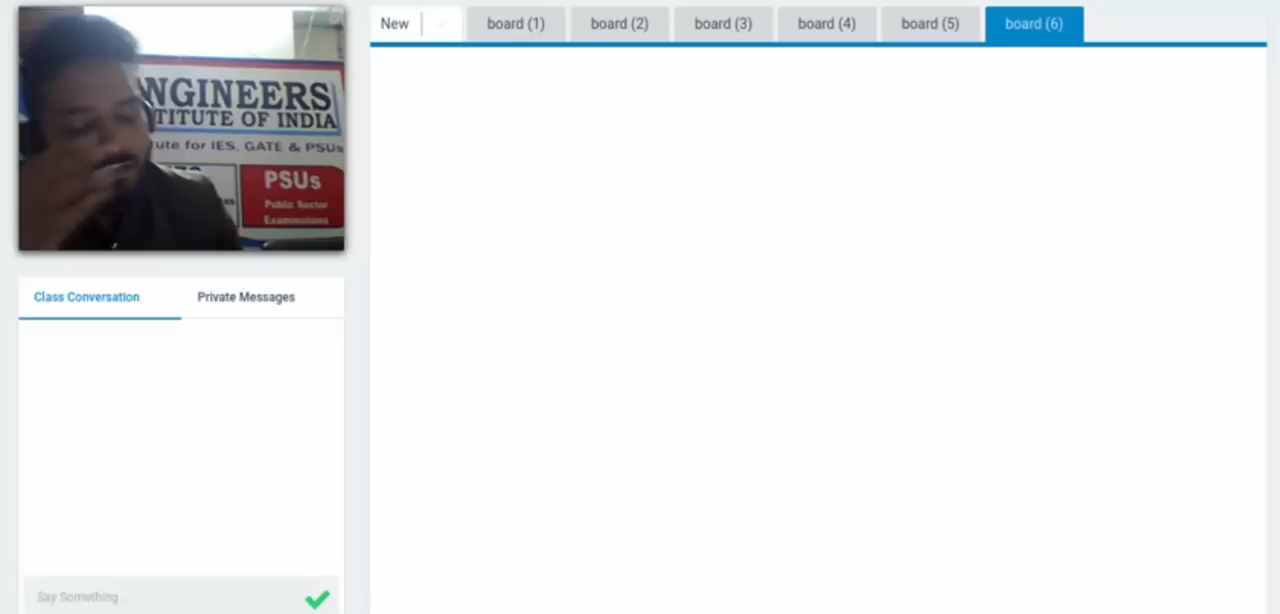 NGINEERS
TITUTE OF INDIA
ute for IES, GATE & PSUs
PSUs
Public Sector
Examinations
Class Conversation
Private Messages
Say Something
New
board (1)
board (2)
board (3)
board (4)
board (5)
board (6)